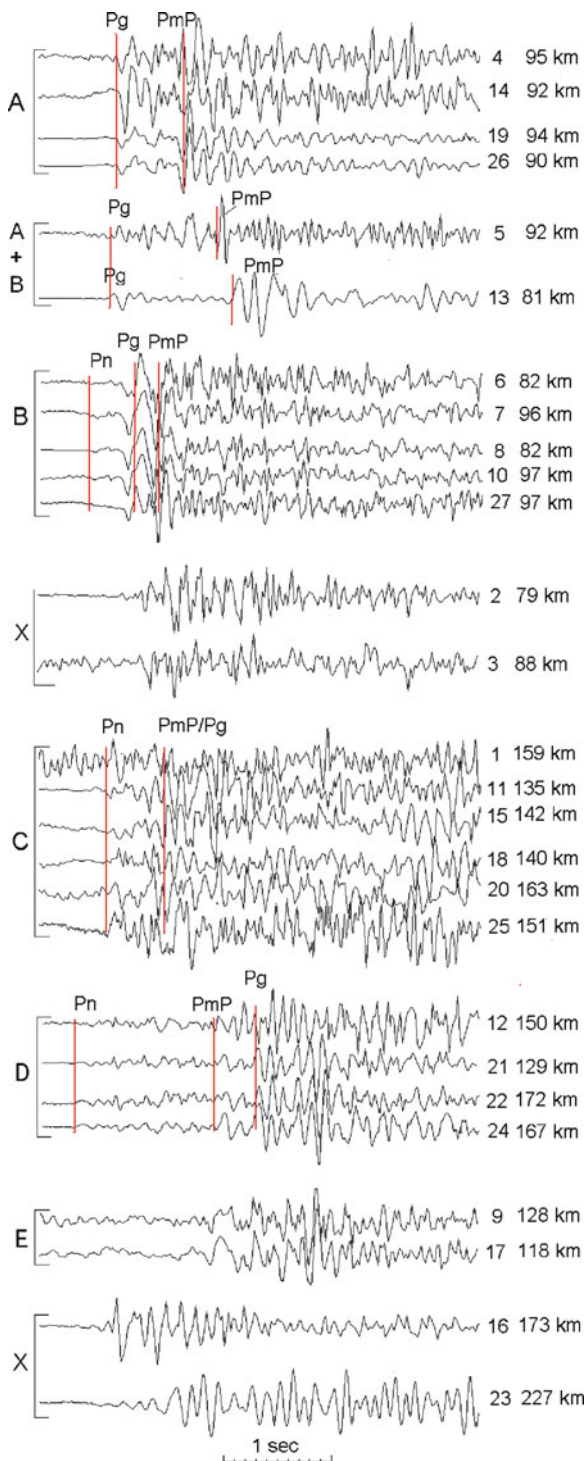 Pg PmP
A
4 95 km
14 92 km
19 94 km
26 90 km
Pg PmP
A
+
B
5 92 km
Pg PmP
13 81 km
Pn Pg PmP
B
6 82 km
7 96 km
8 82 km
10 97 km
27 97 km
X
2 79 km
3 88 km
Pn PmP/Pg
C
1 159 km
11 135 km
15 142 km
18 140 km
20 163 km
25 151 km
Pg
Pn PmP
D
12 150 km
21 129 km
22 172 km
24 167 km
E
9 128 km
17 118 km
X
16 173 km
23 227 km
1 sec